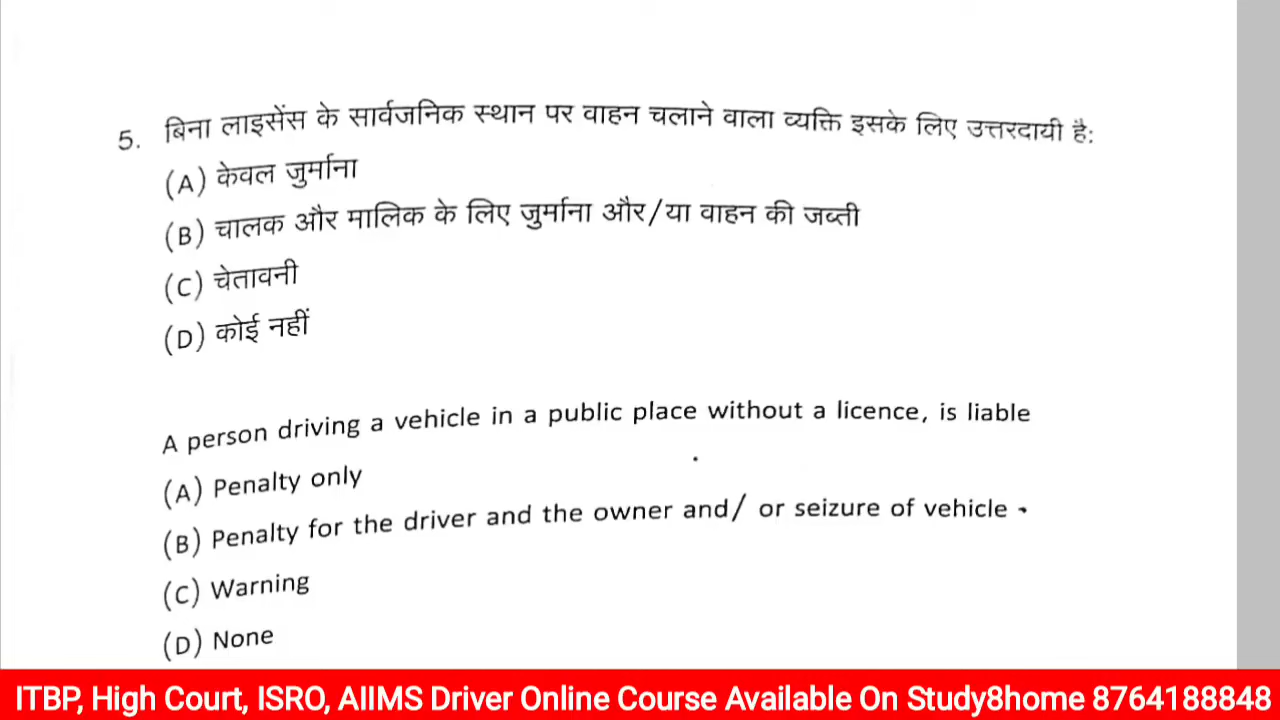 5. बिना लाइसेंस के सार्वजनिक स्थान पर वाहन चलाने वाला व्यक्ति इसके लिए उत्तरदायी है:
(A) केवल जुर्माना
(B) चालक और मालिक के लिए जुर्माना और/या वाहन की जब्ती
(C) चेतावनी
(D) कोई नहीं
A person driving a vehicle in a public place without a licence, is liable
(A) Penalty only
(B) Penalty for the driver and the owner and/ or seizure of vehicle
(C) Warning
(D) None
ITBP, High Court, ISRO, AIIMS Driver Online Course Available On Study8home 8764188848